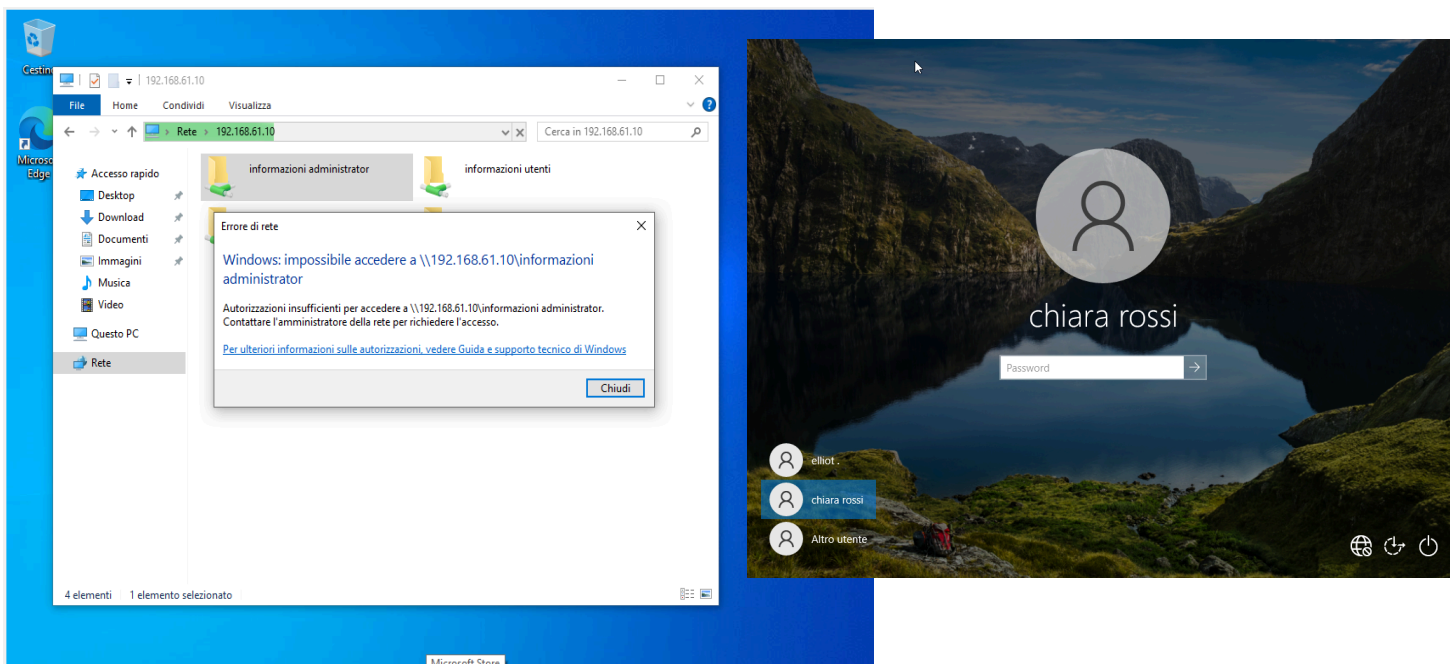 Cestino
Microsoft
Edge
192.168.61.10
File Home Condividi Visualizza
Rete > 192.168.61.10
Cerca in 192.168.61.10
Accesso rapido
Desktop
Download
Documenti
Immagini
Musica
Video
Questo PC
Rete
informazioni administrator
informazioni utenti
Errore di rete
Windows: impossibile accedere a \\192.168.61.10\informazioni
administrator
Autorizzazioni insufficienti per accedere a \\192.168.61.10\informazioni administrator.
Contattare l'amministratore della rete per richiedere l'accesso.
Per ulteriori informazioni sulle autorizzazioni, vedere Guida e supporto tecnico di Windows
Chiudi
4 elementi 1 elemento selezionato
Microsoft Store
chiara rossi
Password
elliot .
chiara rossi
Altro utente